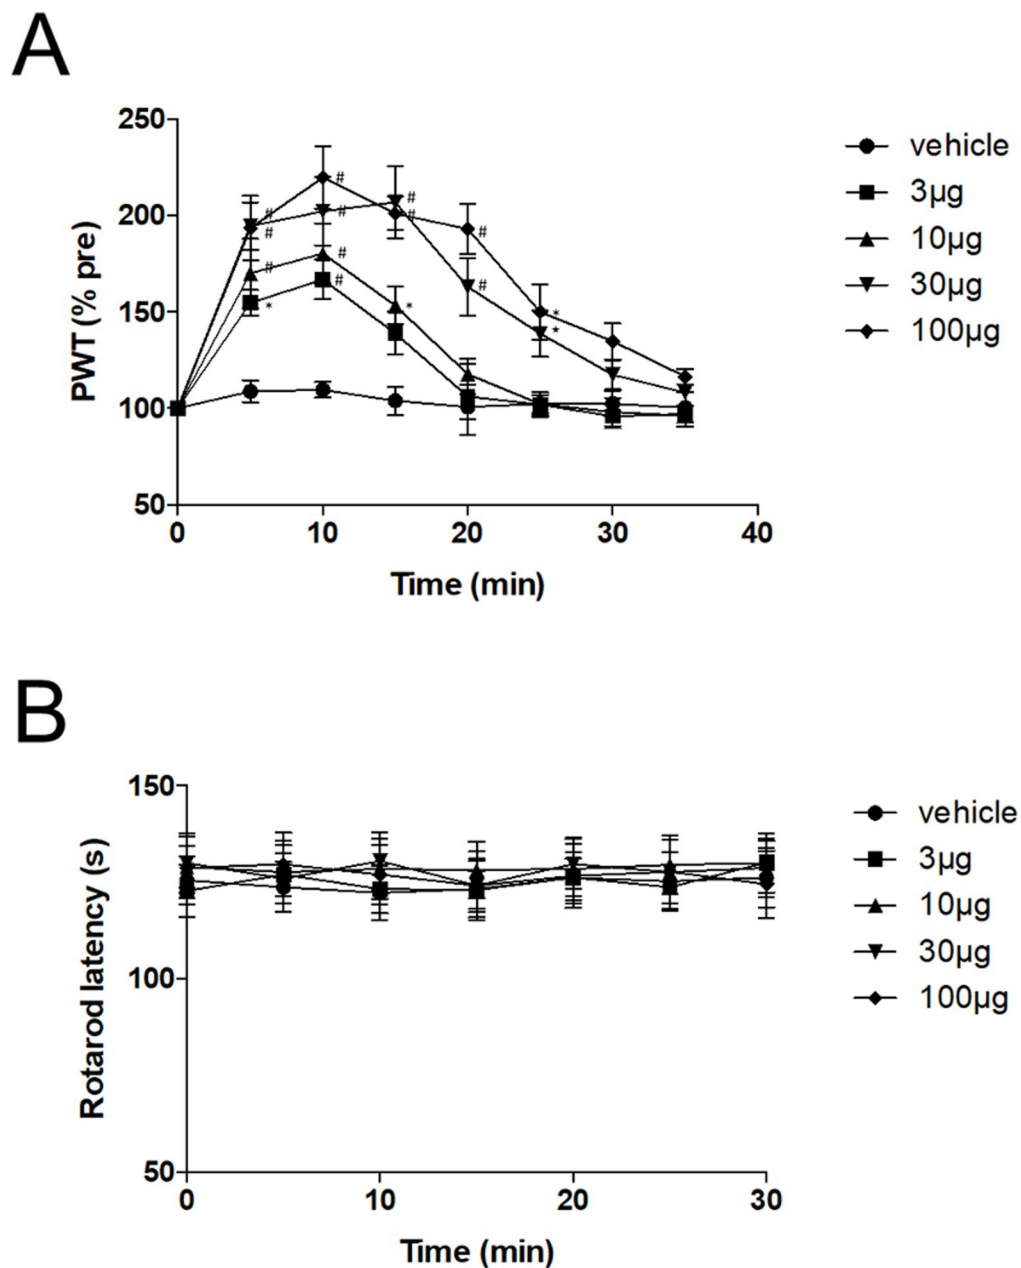 A
PWT (% pre)
250
200
150
100
50
# # # # # # # # # # # # * * * *
0 10 20 30 40
Time (min)
vehicle
3µg
10µg
30µg
100µg
B
Rotarod latency (s)
150
100
50
0 10 20 30
Time (min)
vehicle
3µg
10µg
30µg
100µg